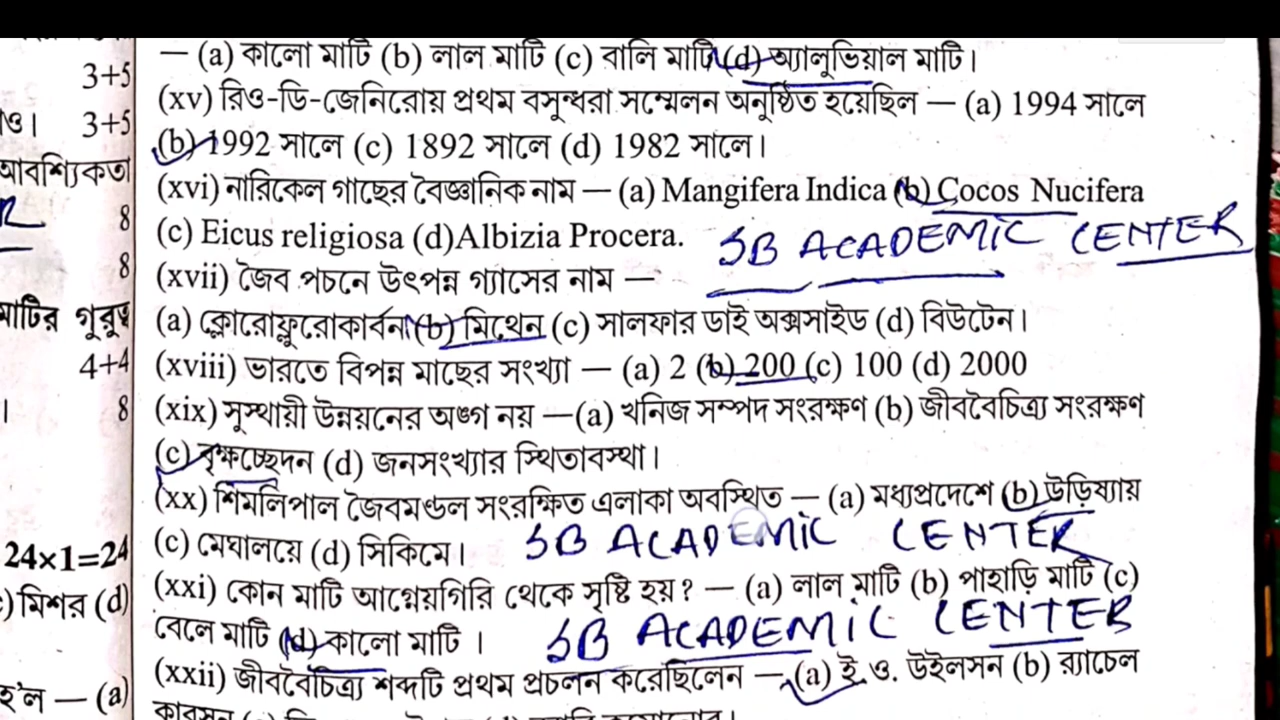 3+5
ও। 3+5
আবশ্যিকতা
8
8
মাটির গুরুত্ব
4+4
। 8
24×1=24
মিশর (d)
হ'ল — (a)
— (a) কালো মাটি (b) লাল মাটি (c) বালি মাটি (d) অ্যালুভিয়াল মাটি।
(xv) রিও-ডি-জেনিরোয় প্রথম বসুন্ধরা সম্মেলন অনুষ্ঠিত হয়েছিল — (a) 1994 সালে
(b) 1992 সালে (c) 1892 সালে (d) 1982 সালে।
(xvi) নারিকেল গাছের বৈজ্ঞানিক নাম — (a) Mangifera Indica (b) Cocos Nucifera
(c) Eicus religiosa (d)Albizia Procera.
SB ACADEMIC CENTER
(xvii) জৈব পচনে উৎপন্ন গ্যাসের নাম —
(a) ক্লোরোফ্লুরোকার্বন (b) মিথেন (c) সালফার ডাই অক্সসাইড (d) বিউটেন।
(xviii) ভারতে বিপন্ন মাছের সংখ্যা — (a) 2 (b) 200 (c) 100 (d) 2000
(xix) সুস্থায়ী উন্নয়নের অঙ্গ নয় —(a) খনিজ সম্পদ সংরক্ষণ (b) জীববৈচিত্র্য সংরক্ষণ
(c) বৃক্ষচ্ছেদন (d) জনসংখ্যার স্থিতাবস্থা।
(xx) শিমলিপাল জৈবমণ্ডল সংরক্ষিত এলাকা অবস্থিত — (a) মধ্যপ্রদেশে (b) উড়িষ্যায়
(c) মেঘালয়ে (d) সিকিমে।
SB ACADEMIC CENTER
(xxi) কোন মাটি আগ্নেয়গিরি থেকে সৃষ্টি হয়? — (a) লাল মাটি (b) পাহাড়ি মাটি (c)
বেলে মাটি (d) কালো মাটি ।
SB ACADEMIC CENTER
(xxii) জীববৈচিত্র্য শব্দটি প্রথম প্রচলন করেছিলেন — (a) ই. ও. উইলসন (b) র‍্যাচেল